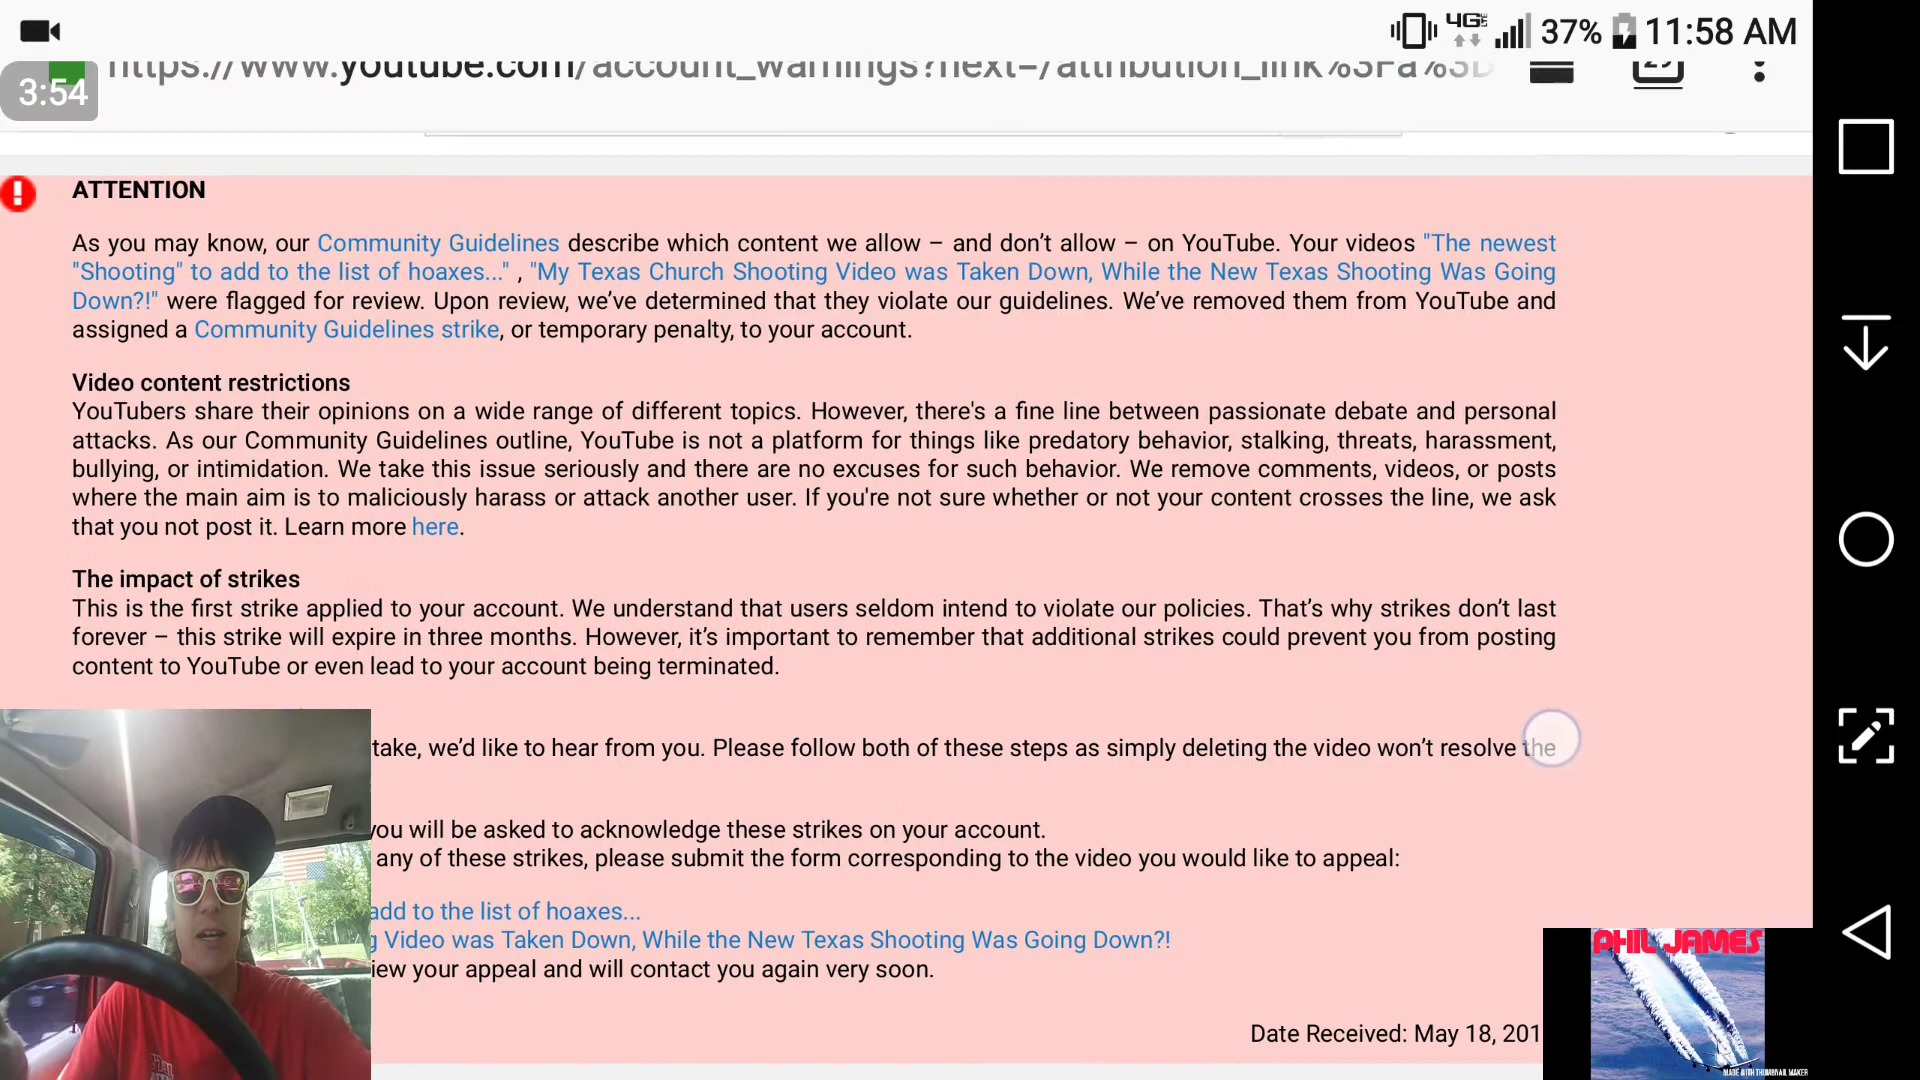 37% 11:58 AM
https://www.youtube.com/account_warnings?next=/attribution_link%3Fa%3D
3:54
29
ATTENTION
As you may know, our Community Guidelines describe which content we allow – and don’t allow – on YouTube. Your videos "The newest
"Shooting" to add to the list of hoaxes..." , "My Texas Church Shooting Video was Taken Down, While the New Texas Shooting Was Going
Down?!" were flagged for review. Upon review, we’ve determined that they violate our guidelines. We’ve removed them from YouTube and
assigned a Community Guidelines strike, or temporary penalty, to your account.
Video content restrictions
YouTubers share their opinions on a wide range of different topics. However, there's a fine line between passionate debate and personal
attacks. As our Community Guidelines outline, YouTube is not a platform for things like predatory behavior, stalking, threats, harassment,
bullying, or intimidation. We take this issue seriously and there are no excuses for such behavior. We remove comments, videos, or posts
where the main aim is to maliciously harass or attack another user. If you're not sure whether or not your content crosses the line, we ask
that you not post it. Learn more here.
The impact of strikes
This is the first strike applied to your account. We understand that users seldom intend to violate our policies. That’s why strikes don’t last
forever – this strike will expire in three months. However, it’s important to remember that additional strikes could prevent you from posting
content to YouTube or even lead to your account being terminated.
take, we’d like to hear from you. Please follow both of these steps as simply deleting the video won’t resolve the
you will be asked to acknowledge these strikes on your account.
any of these strikes, please submit the form corresponding to the video you would like to appeal:
add to the list of hoaxes...
g Video was Taken Down, While the New Texas Shooting Was Going Down?!
iew your appeal and will contact you again very soon.
Date Received: May 18, 201
PHIL JAMES
MADE WITH THUMBNAIL MAKER